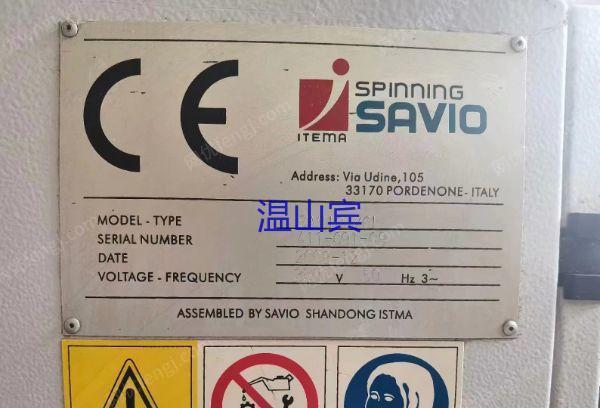 CE
SPINNING
SAVIO
ITEMA
Address: Via Udine,105
33170 PORDENONE- ITALY
温山宾
MODEL - TYPE
SERIAL NUMBER
DATE
VOLTAGE - FREQUENCY V 50 Hz 3~
ASSEMBLED BY SAVIO SHANDONG ISTMA